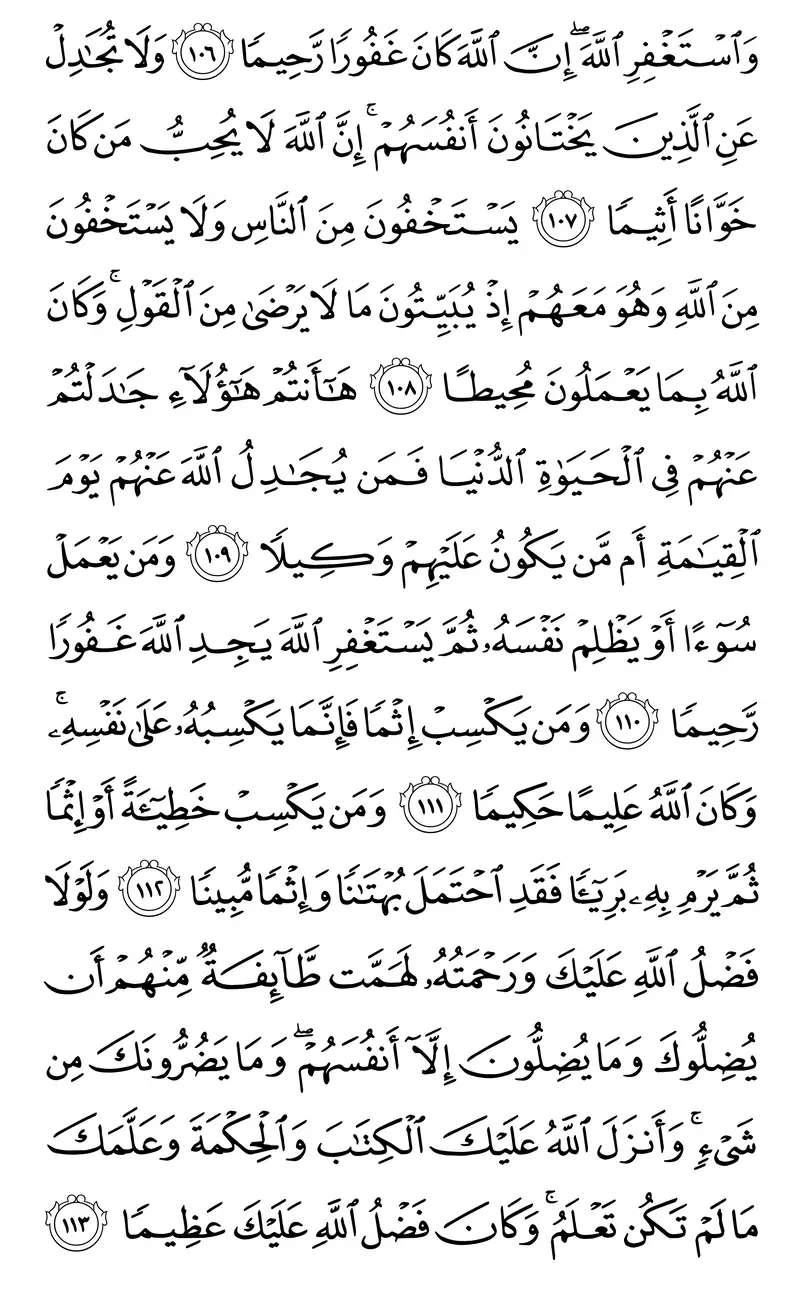 وَٱسْتَغْفِرِ ٱللَّهَ ۖ إِنَّ ٱللَّهَ كَانَ غَفُورًا رَّحِيمًا ١٠٦ وَلَا تُجَٰدِلْ
عَنِ ٱلَّذِينَ يَخْتَانُونَ أَنفُسَهُمْ ۚ إِنَّ ٱللَّهَ لَا يُحِبُّ مَن كَانَ
خَوَّانًا أَثِيمًا ١٠٧ يَسْتَخْفُونَ مِنَ ٱلنَّاسِ وَلَا يَسْتَخْفُونَ
مِنَ ٱللَّهِ وَهُوَ مَعَهُمْ إِذْ يُبَيِّتُونَ مَا لَا يَرْضَىٰ مِنَ ٱلْقَوْلِ ۚ وَكَانَ
ٱللَّهُ بِمَا يَعْمَلُونَ مُحِيطًا ١٠٨ هَٰٓأَنتُمْ هَٰٓؤُلَآءِ جَٰدَلْتُمْ
عَنْهُمْ فِى ٱلْحَيَوٰةِ ٱلدُّنْيَا فَمَن يُجَٰدِلُ ٱللَّهَ عَنْهُمْ يَوْمَ
ٱلْقِيَٰمَةِ أَم مَّن يَكُونُ عَلَيْهِمْ وَكِيلًا ١٠٩ وَمَن يَعْمَلْ
سُوٓءًا أَوْ يَظْلِمْ نَفْسَهُۥ ثُمَّ يَسْتَغْفِرِ ٱللَّهَ يَجِدِ ٱللَّهَ غَفُورًا
رَّحِيمًا ١١٠ وَمَن يَكْسِبْ إِثْمًا فَإِنَّمَا يَكْسِبُهُۥ عَلَىٰ نَفْسِهِۦ ۚ
وَكَانَ ٱللَّهُ عَلِيمًا حَكِيمًا ١١١ وَمَن يَكْسِبْ خَطِيٓـَٔةً أَوْ إِثْمًا
ثُمَّ يَرْمِ بِهِۦ بَرِيٓـًٔا فَقَدِ ٱحْتَمَلَ بُهْتَٰنًا وَإِثْمًا مُّبِينًا ١١٢ وَلَوْلَا
فَضْلُ ٱللَّهِ عَلَيْكَ وَرَحْمَتُهُۥ لَهَمَّت طَّآئِفَةٌ مِّنْهُمْ أَن
يُضِلُّوكَ وَمَا يُضِلُّونَ إِلَّآ أَنفُسَهُمْ ۖ وَمَا يَضُرُّونَكَ مِن
شَىْءٍ ۚ وَأَنزَلَ ٱللَّهُ عَلَيْكَ ٱلْكِتَٰبَ وَٱلْحِكْمَةَ وَعَلَّمَكَ
مَا لَمْ تَكُن تَعْلَمُ ۚ وَكَانَ فَضْلُ ٱللَّهِ عَلَيْكَ عَظِيمًا ١١٣